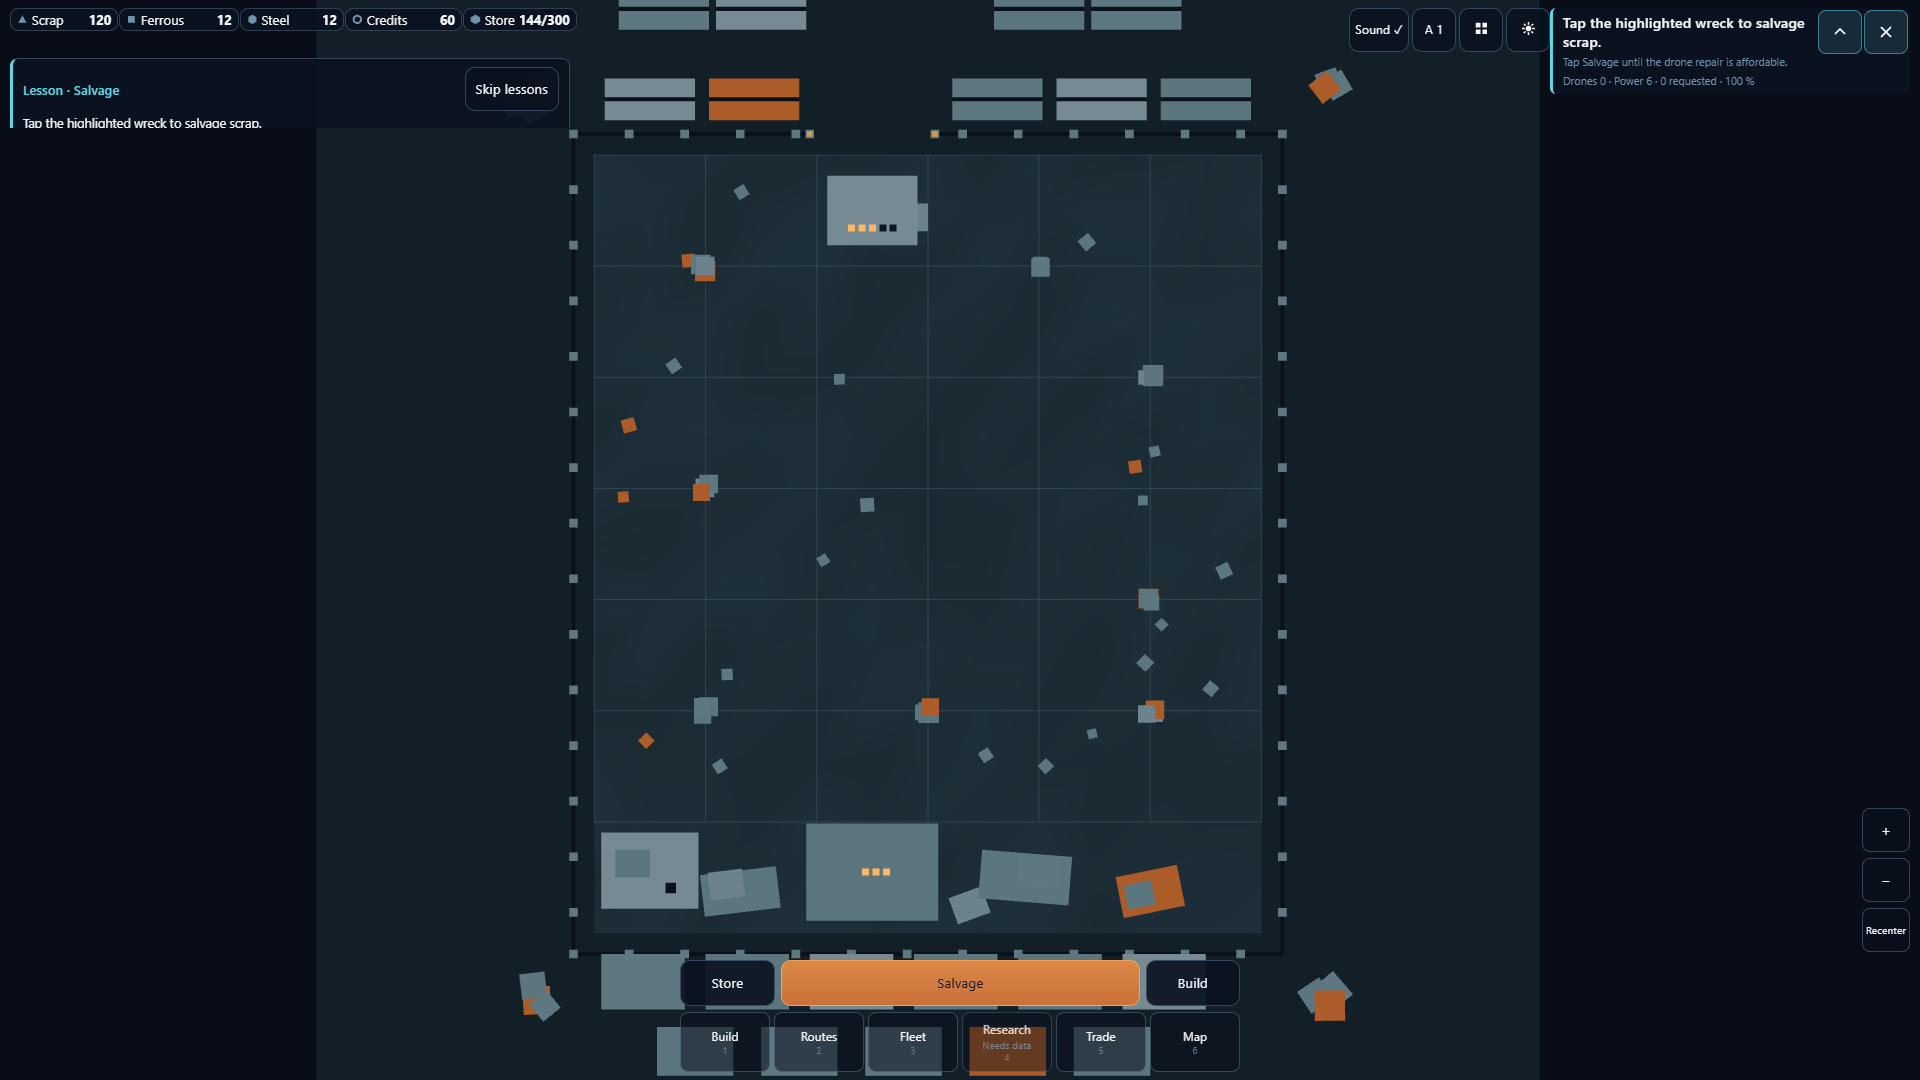 Scrap 120
Ferrous 12
Steel 12
Credits 60
Store 144/300
Sound ✓
A 1
Tap the highlighted wreck to salvage scrap.
Tap Salvage until the drone repair is affordable.
Drones 0 · Power 6 · 0 requested · 100 %
Lesson · Salvage
Skip lessons
Tap the highlighted wreck to salvage scrap.
+
−
Recenter
Store
Salvage
Build
Build
1
Routes
2
Fleet
3
Research
Needs data
4
Trade
5
Map
6